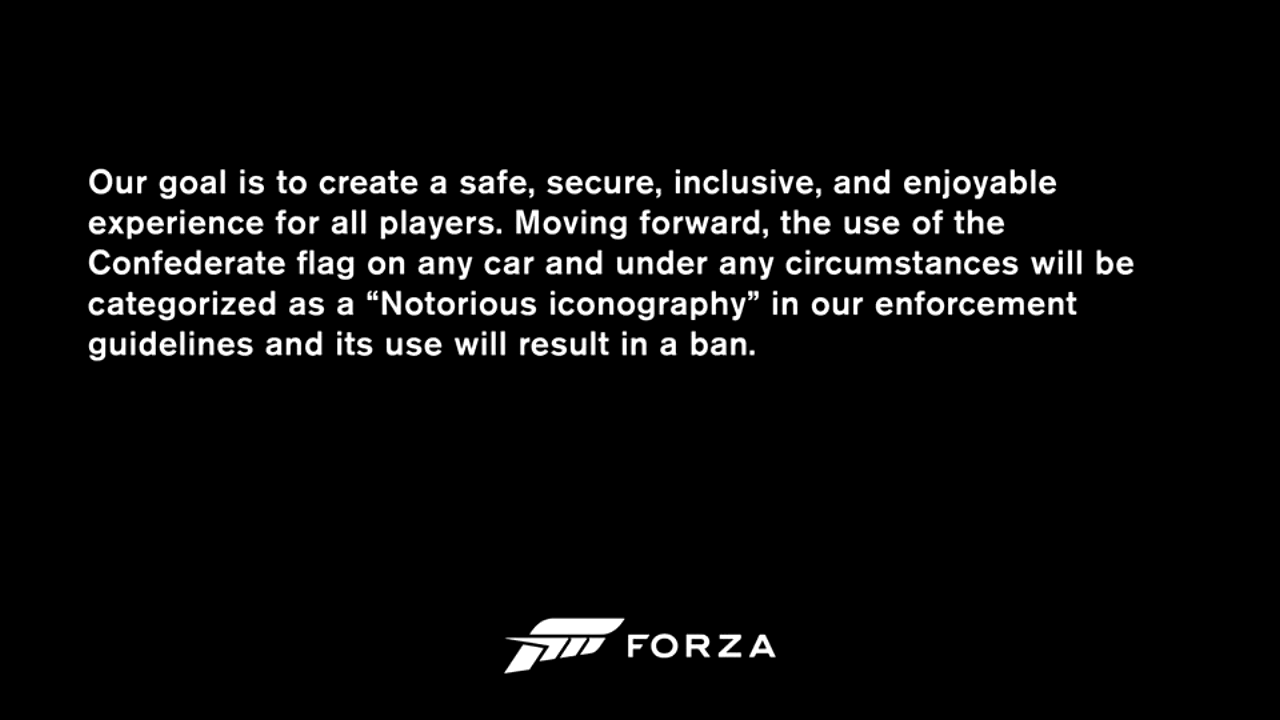 Our goal is to create a safe, secure, inclusive, and enjoyable
experience for all players. Moving forward, the use of the
Confederate flag on any car and under any circumstances will be
categorized as a “Notorious iconography” in our enforcement
guidelines and its use will result in a ban.
FORZA